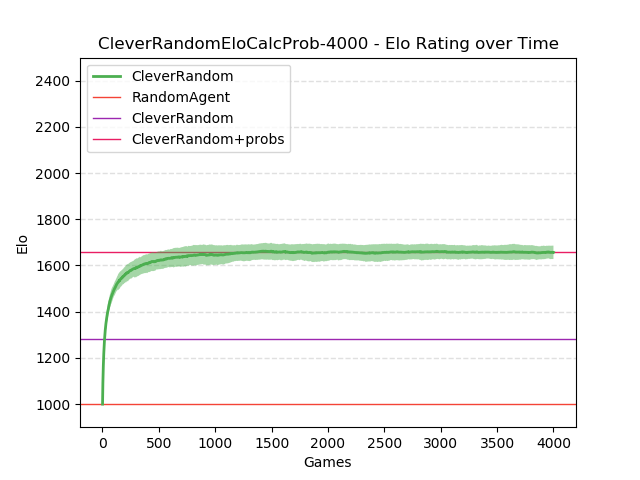 CleverRandomEloCalcProb-4000 - Elo Rating over Time
CleverRandom
RandomAgent
CleverRandom
CleverRandom+probs
2400
2200
2000
1800
1600
1400
1200
1000
Elo
0 500 1000 1500 2000 2500 3000 3500 4000
Games